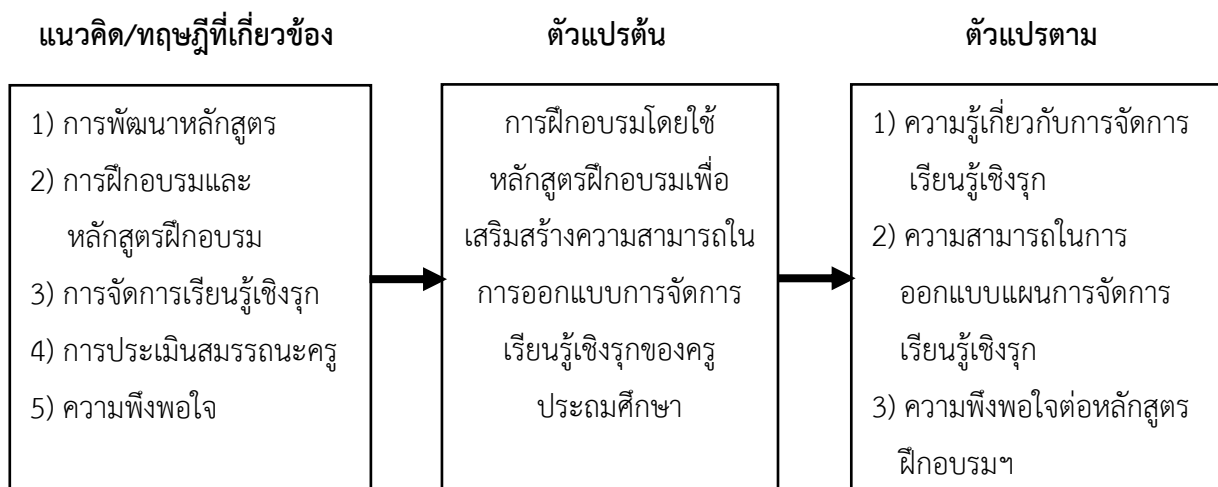 แนวคิด/ทฤษฎีที่เกี่ยวข้อง
1) การพัฒนาหลักสูตร
2) การฝึกอบรมและ
หลักสูตรฝึกอบรม
3) การจัดการเรียนรู้เชิงรุก
4) การประเมินสมรรถนะครู
5) ความพึงพอใจ
ตัวแปรต้น
การฝึกอบรมโดยใช้
หลักสูตรฝึกอบรมเพื่อ
เสริมสร้างความสามารถใน
การออกแบบการจัดการ
เรียนรู้เชิงรุกของครู
ประถมศึกษา
ตัวแปรตาม
1) ความรู้เกี่ยวกับการจัดการ
เรียนรู้เชิงรุก
2) ความสามารถในการ
ออกแบบแผนการจัดการ
เรียนรู้เชิงรุก
3) ความพึงพอใจต่อหลักสูตร
ฝึกอบรมฯ